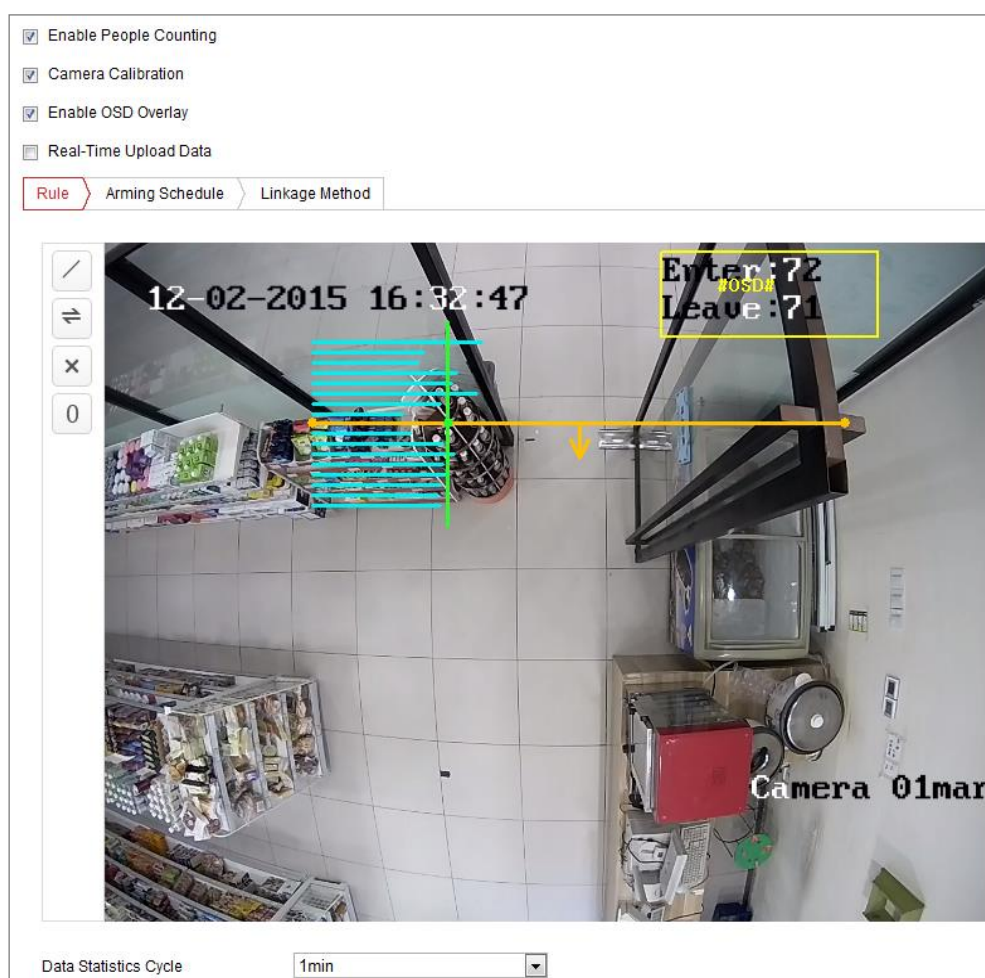 Enable People Counting
Camera Calibration
Enable OSD Overlay
Real-Time Upload Data
Rule Arming Schedule Linkage Method
Enter:72
#OSD#
12-02-2015 16:32:47
Leave:71
0
Camera 01mar
Data Statistics Cycle 1min